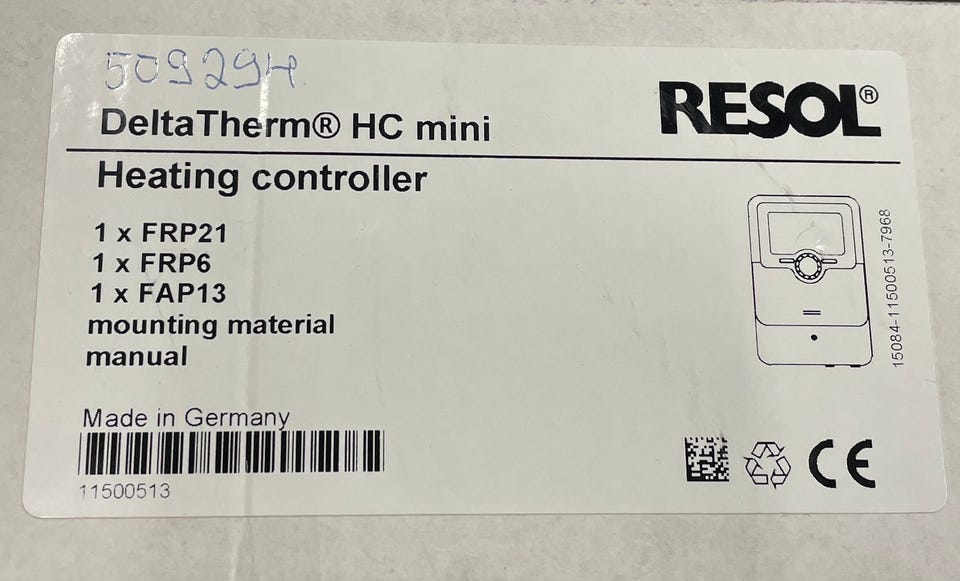 509294
DeltaTherm® HC mini
RESOL®
Heating controller
1 x FRP21
1 x FRP6
1 x FAP13
mounting material
manual
15084-11500513-7968
Made in Germany
11500513
CE